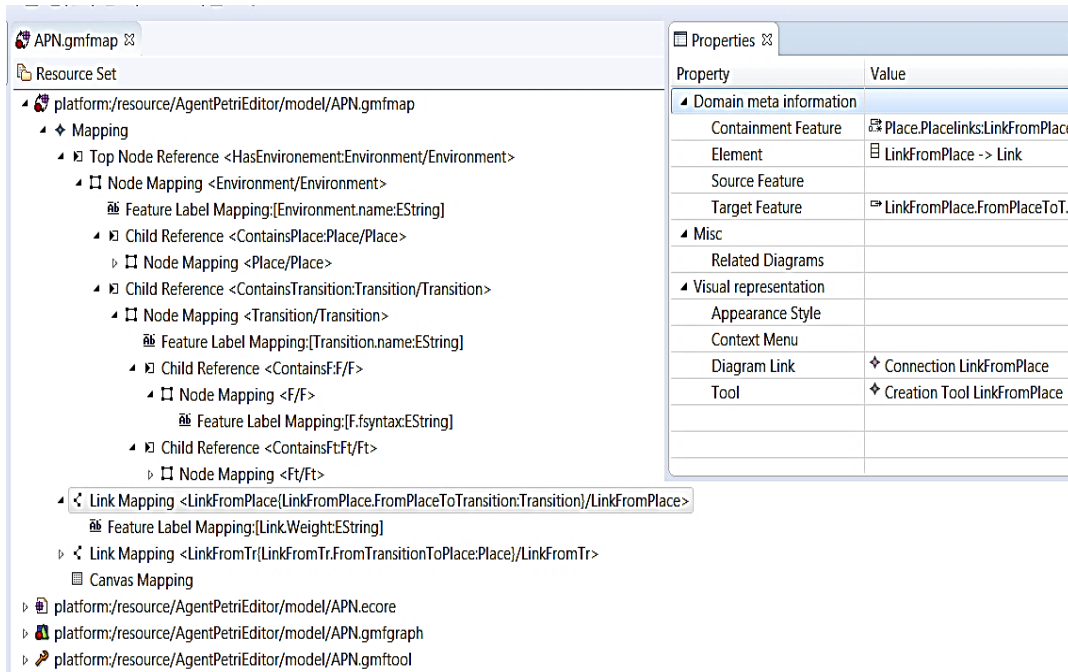 APN.gmfmap
Resource Set
platform:/resource/AgentPetriEditor/model/APN.gmfmap
Mapping
Top Node Reference <HasEnvironement:Environment/Environment>
Node Mapping <Environment/Environment>
Feature Label Mapping:[Environment.name:EString]
Child Reference <ContainsPlace:Place/Place>
Node Mapping <Place/Place>
Child Reference <ContainsTransition:Transition/Transition>
Node Mapping <Transition/Transition>
Feature Label Mapping:[Transition.name:EString]
Child Reference <ContainsF:F/F>
Node Mapping <F/F>
Feature Label Mapping:[F.fsyntax:EString]
Child Reference <ContainsFt:Ft/Ft>
Node Mapping <Ft/Ft>
Link Mapping <LinkFromPlace{LinkFromPlace.FromPlaceToTransition:Transition}/LinkFromPlace>
Feature Label Mapping:[Link.Weight:EString]
Link Mapping <LinkFromTr{LinkFromTr.FromTransitionToPlace:Place}/LinkFromTr>
Canvas Mapping
platform:/resource/AgentPetriEditor/model/APN.ecore
platform:/resource/AgentPetriEditor/model/APN.gmfgraph
platform:/resource/AgentPetriEditor/model/APN.gmftool
Properties
Property Value
Domain meta information
Containment Feature Place.Placelinks:LinkFromPlace
Element LinkFromPlace -> Link
Source Feature
Target Feature LinkFromPlace.FromPlaceToT.
Misc
Related Diagrams
Visual representation
Appearance Style
Context Menu
Diagram Link Connection LinkFromPlace
Tool Creation Tool LinkFromPlace